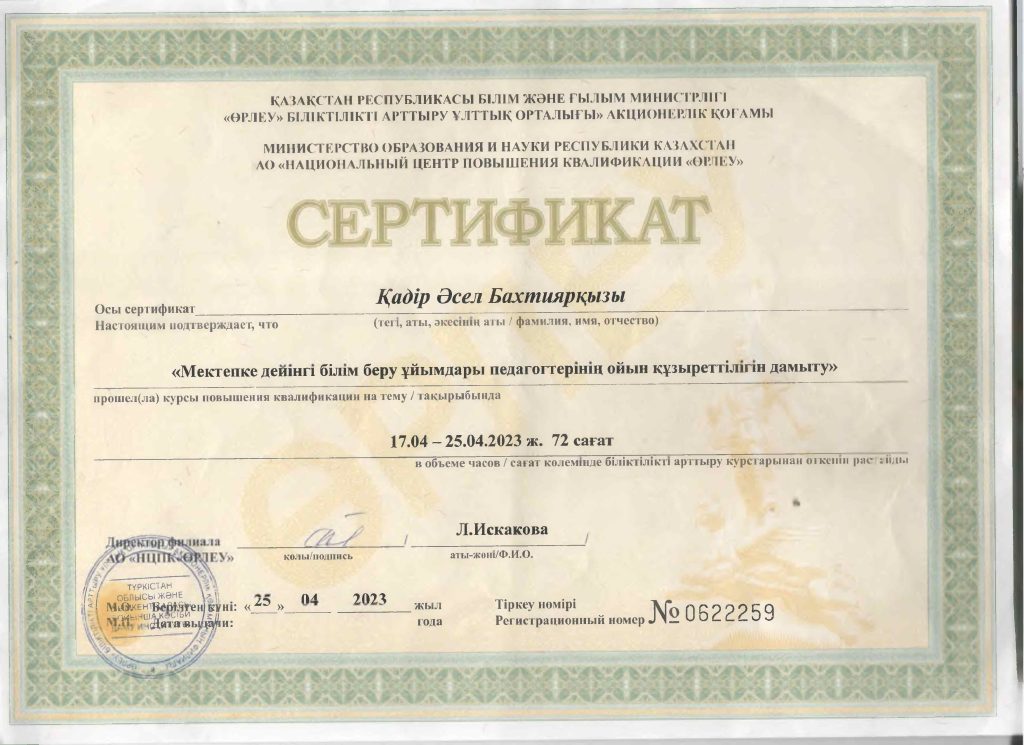 ҚАЗАҚСТАН РЕСПУБЛИКАСЫ БІЛІМ ЖӘНЕ ҒЫЛЫМ МИНИСТРЛІГІ
«ӨРЛЕУ» БІЛІКТІЛІКТІ АРТТЫРУ ҰЛТТЫҚ ОРТАЛЫҒЫ» АКЦИОНЕРЛІК ҚОҒАМЫ
МИНИСТЕРСТВО ОБРАЗОВАНИЯ И НАУКИ РЕСПУБЛИКИ КАЗАХСТАН
АО «НАЦИОНАЛЬНЫЙ ЦЕНТР ПОВЫШЕНИЯ КВАЛИФИКАЦИИ «ӨРЛЕУ»
СЕРТИФИКАТ
Қадір Әсел Бахтиярқызы
Осы сертификат
Настоящим подтверждает, что (тегі, аты, әкесінің аты / фамилия, имя, отчество)
«Мектепке дейінгі білім беру ұйымдары педагогтерінің ойын құзыреттілігін дамыту»
прошел(ла) курсы повышения квалификации на тему / тақырыбында
17.04 – 25.04.2023 ж. 72 сағат
в объеме часов / сағат көлемінде біліктілікті арттыру курстарынан өткенін растайды
Директор филиала Л.Искакова
АО «НЦПК «ӨРЛЕУ» қолы/подпись аты-жөні/Ф.И.О.
М.О. Берілген күні: «25» 04 2023 жыл Тіркеу номірі
М.П. Дата выдачи: года Регистрационный номер № 0622259
ТҮРКІСТАН
ОБЛЫСЫ ЖӘНЕ
ӨРЛЕУ